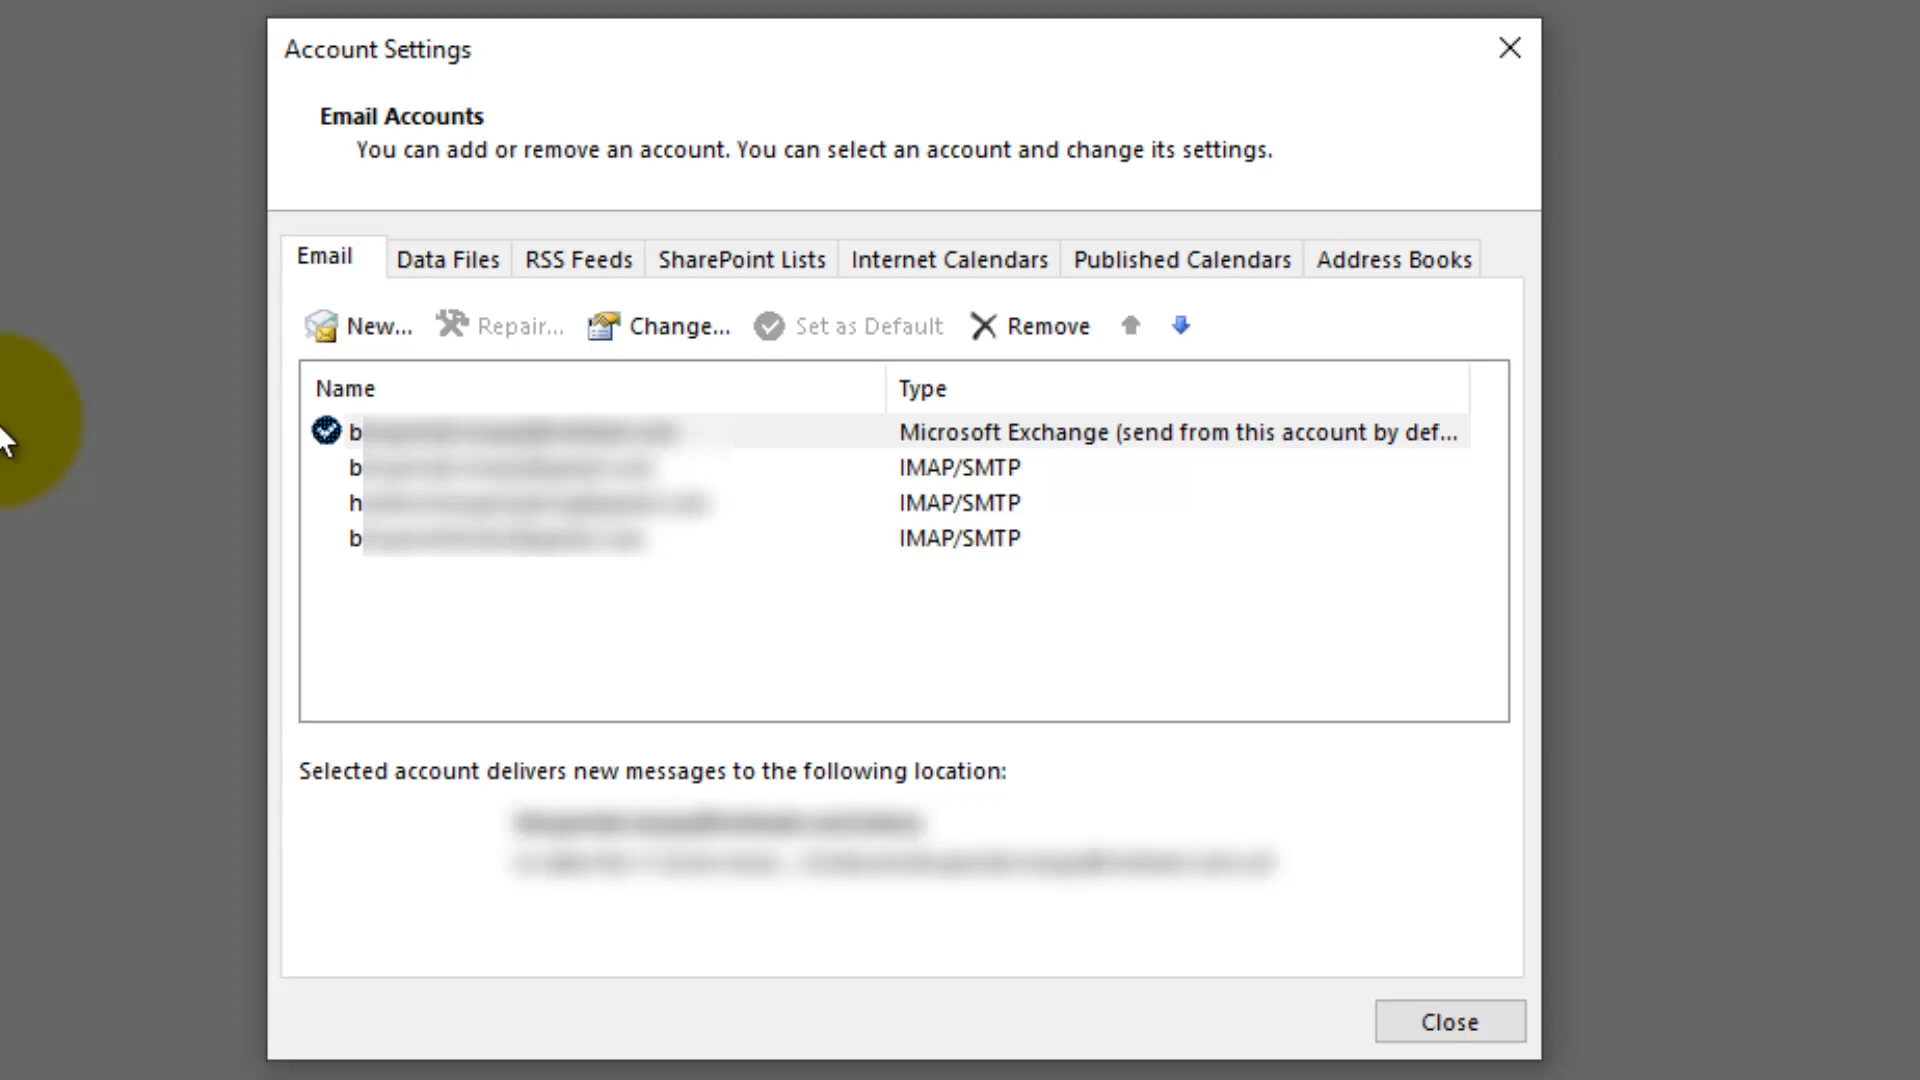 Account Settings
Email Accounts
You can add or remove an account. You can select an account and change its settings.
Email Data Files RSS Feeds SharePoint Lists Internet Calendars Published Calendars Address Books
New... Repair... Change... Set as Default Remove
Name Type
b Microsoft Exchange (send from this account by def...
b IMAP/SMTP
h IMAP/SMTP
b IMAP/SMTP
Selected account delivers new messages to the following location:
Close